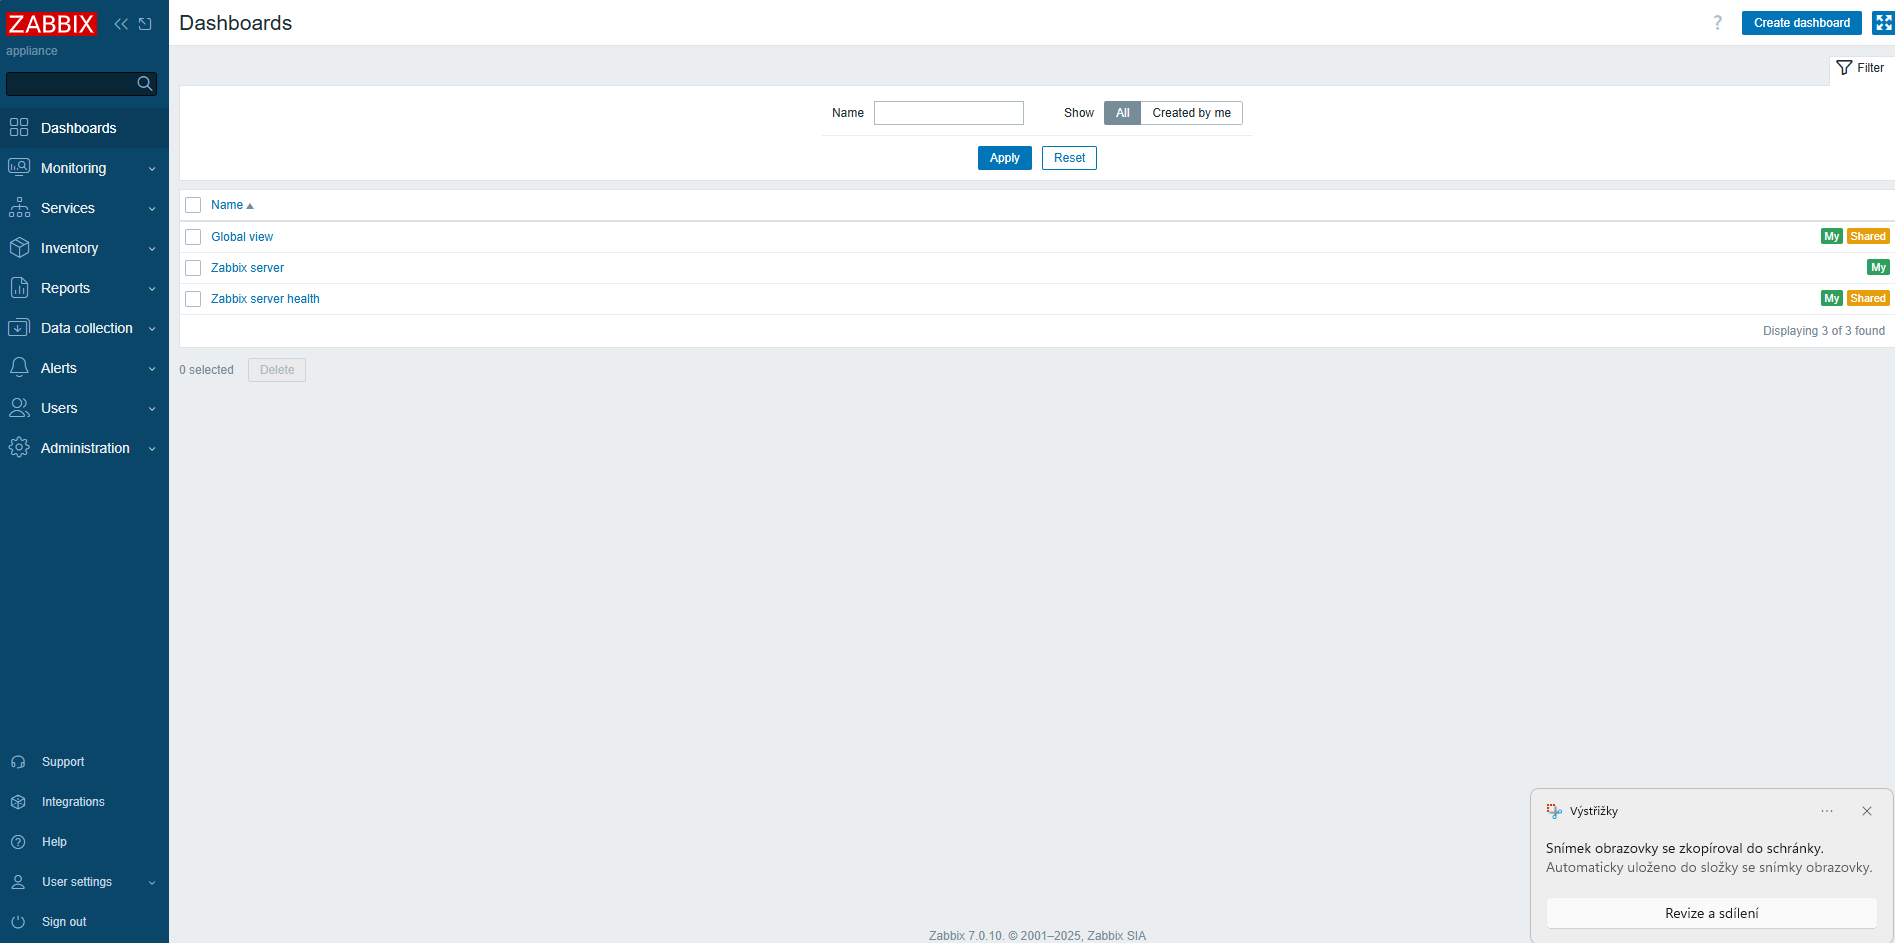 ZABBIX
appliance
Dashboards
Monitoring
Services
Inventory
Reports
Data collection
Alerts
Users
Administration
Support
Integrations
Help
User settings
Sign out
Dashboards
? Create dashboard
Filter
Name Show All Created by me
Apply Reset
Name
Global view My Shared
Zabbix server My
Zabbix server health My Shared
Displaying 3 of 3 found
0 selected Delete
Zabbix 7.0.10. © 2001–2025, Zabbix SIA
Výstřižky
Snímek obrazovky se zkopíroval do schránky.
Automaticky uloženo do složky se snímky obrazovky.
Revize a sdílení